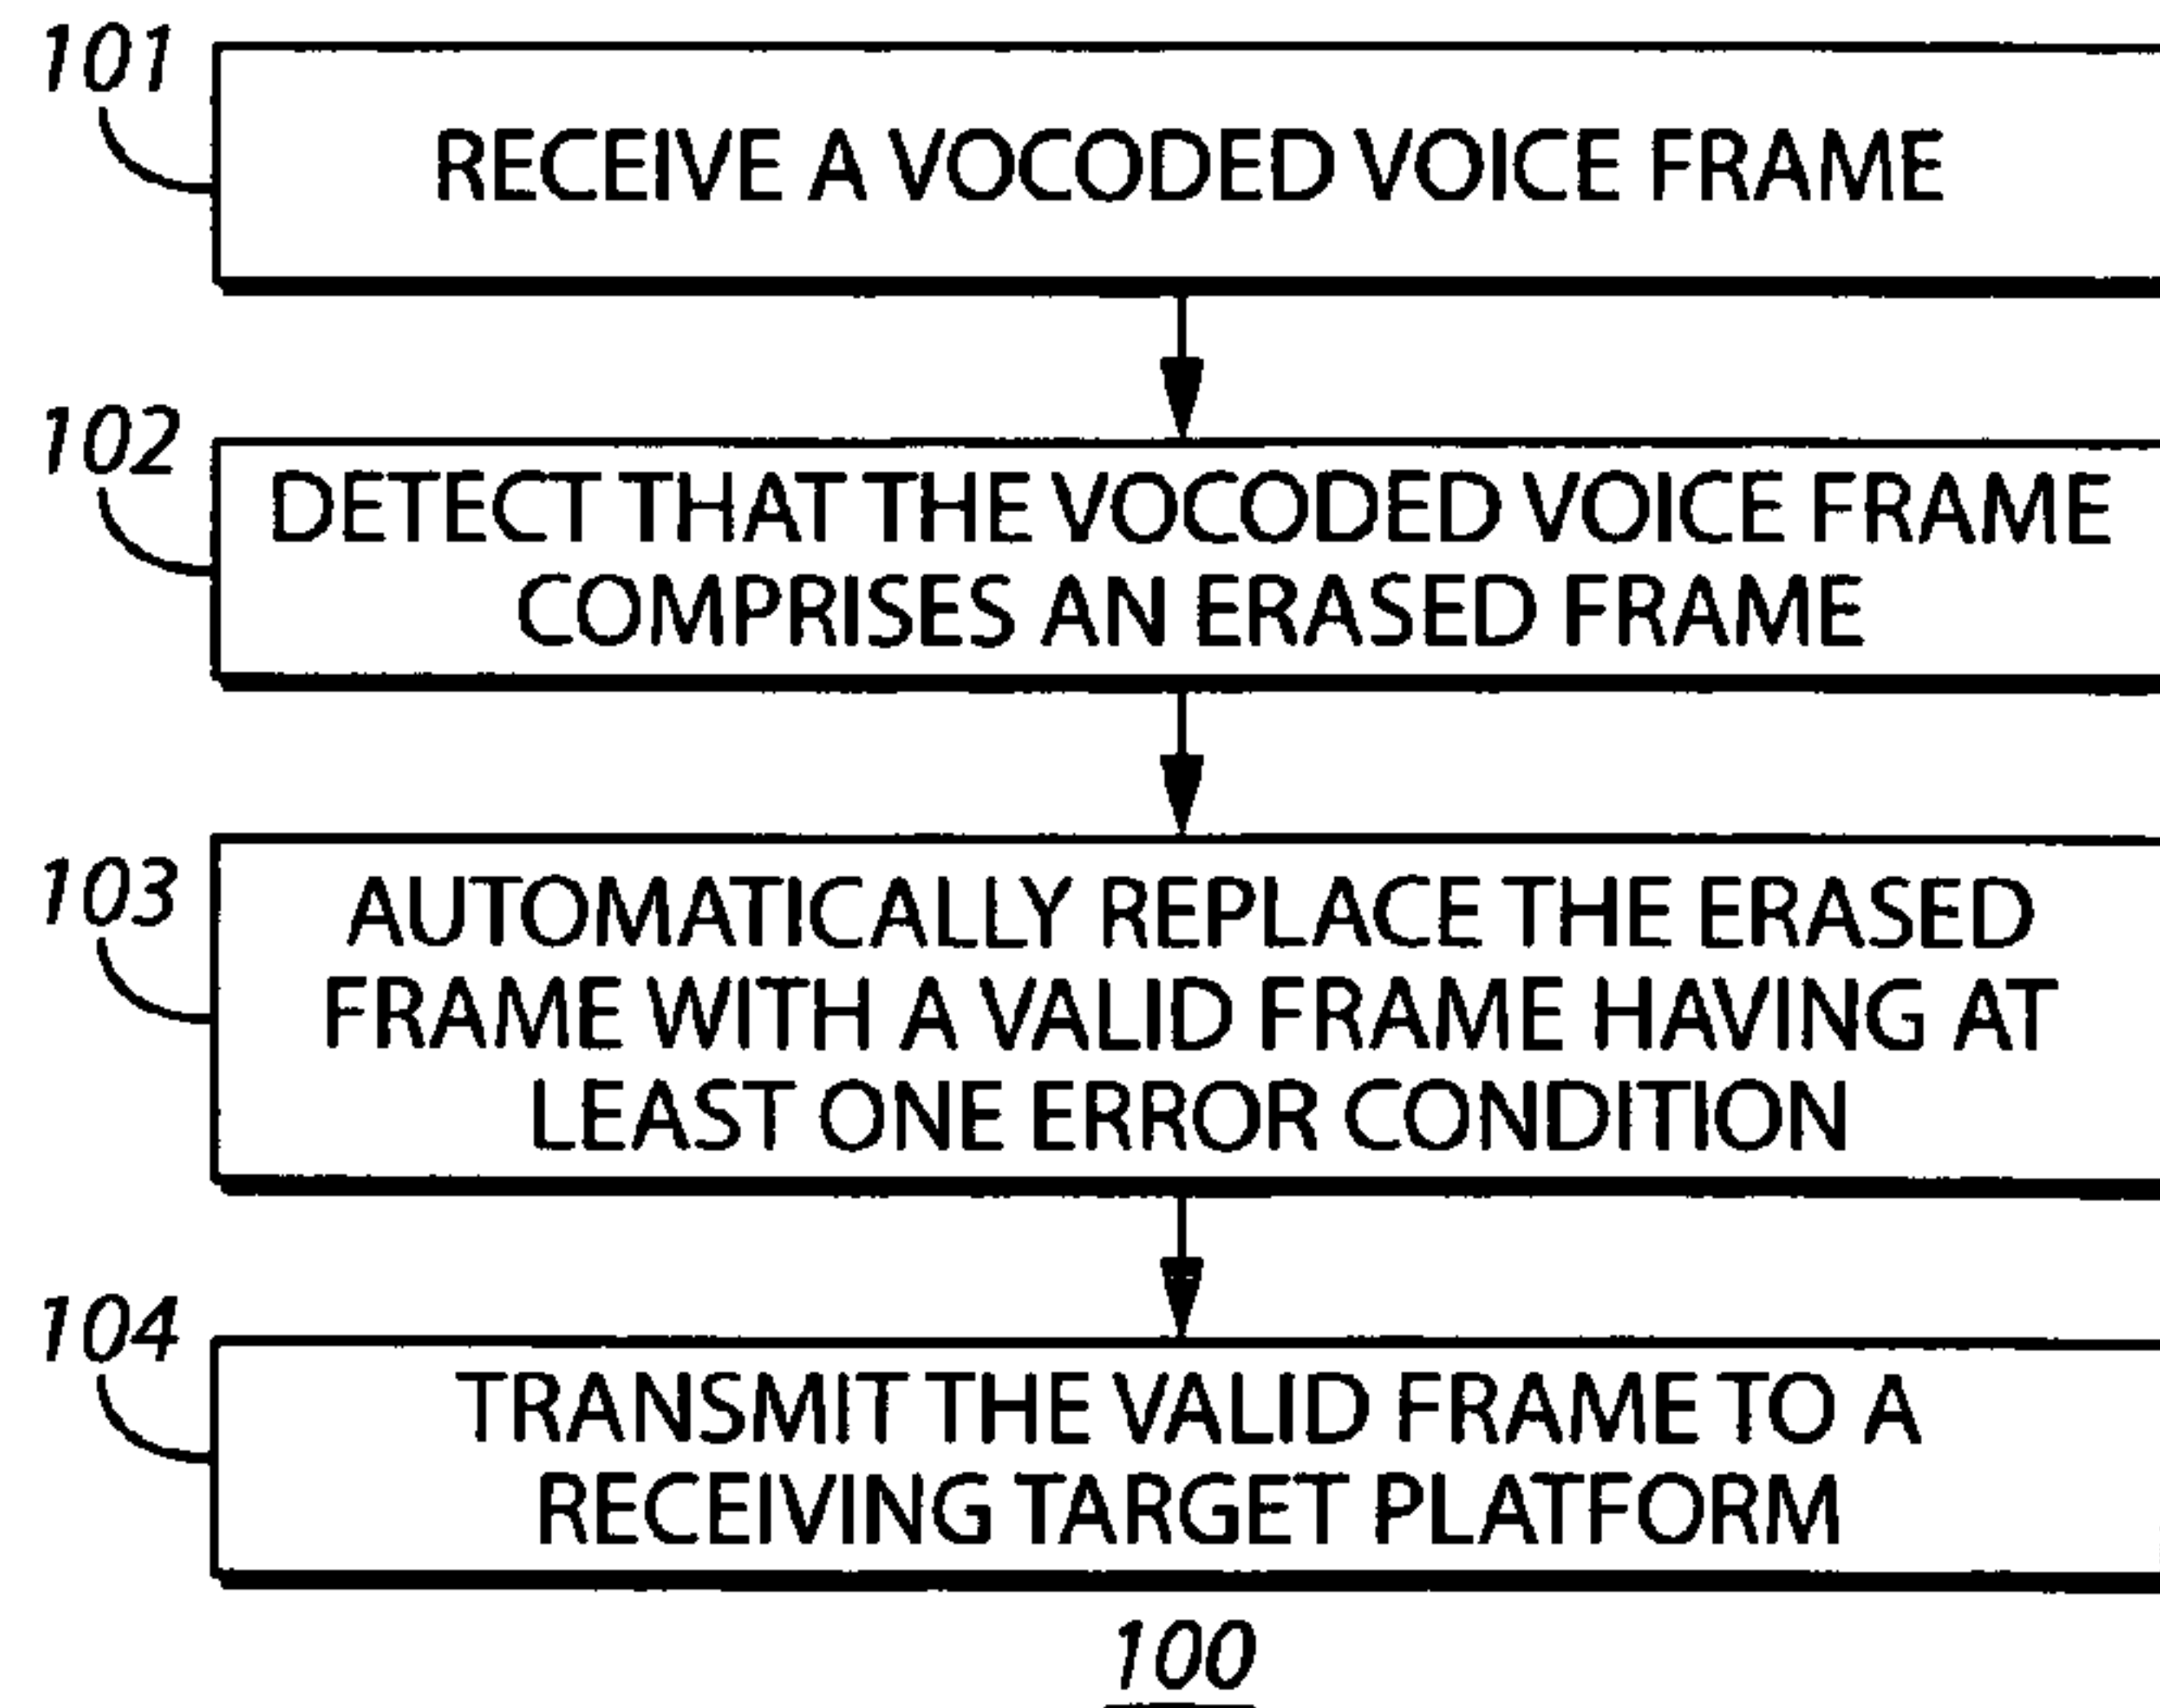 101
RECEIVE A VOCODED VOICE FRAME
102
DETECT THAT THE VOCODED VOICE FRAME
COMPRISES AN ERASED FRAME
103
AUTOMATICALLY REPLACE THE ERASED
FRAME WITH A VALID FRAME HAVING AT
LEAST ONE ERROR CONDITION
104
TRANSMIT THE VALID FRAME TO A
RECEIVING TARGET PLATFORM
100